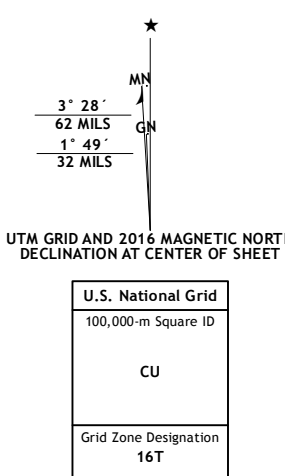 ★
MN
3° 28´
62 MILS
GN
1° 49´
32 MILS
UTM GRID AND 2016 MAGNETIC NORT
DECLINATION AT CENTER OF SHEET
U.S. National Grid
100,000-m Square ID
CU
Grid Zone Designation
16T